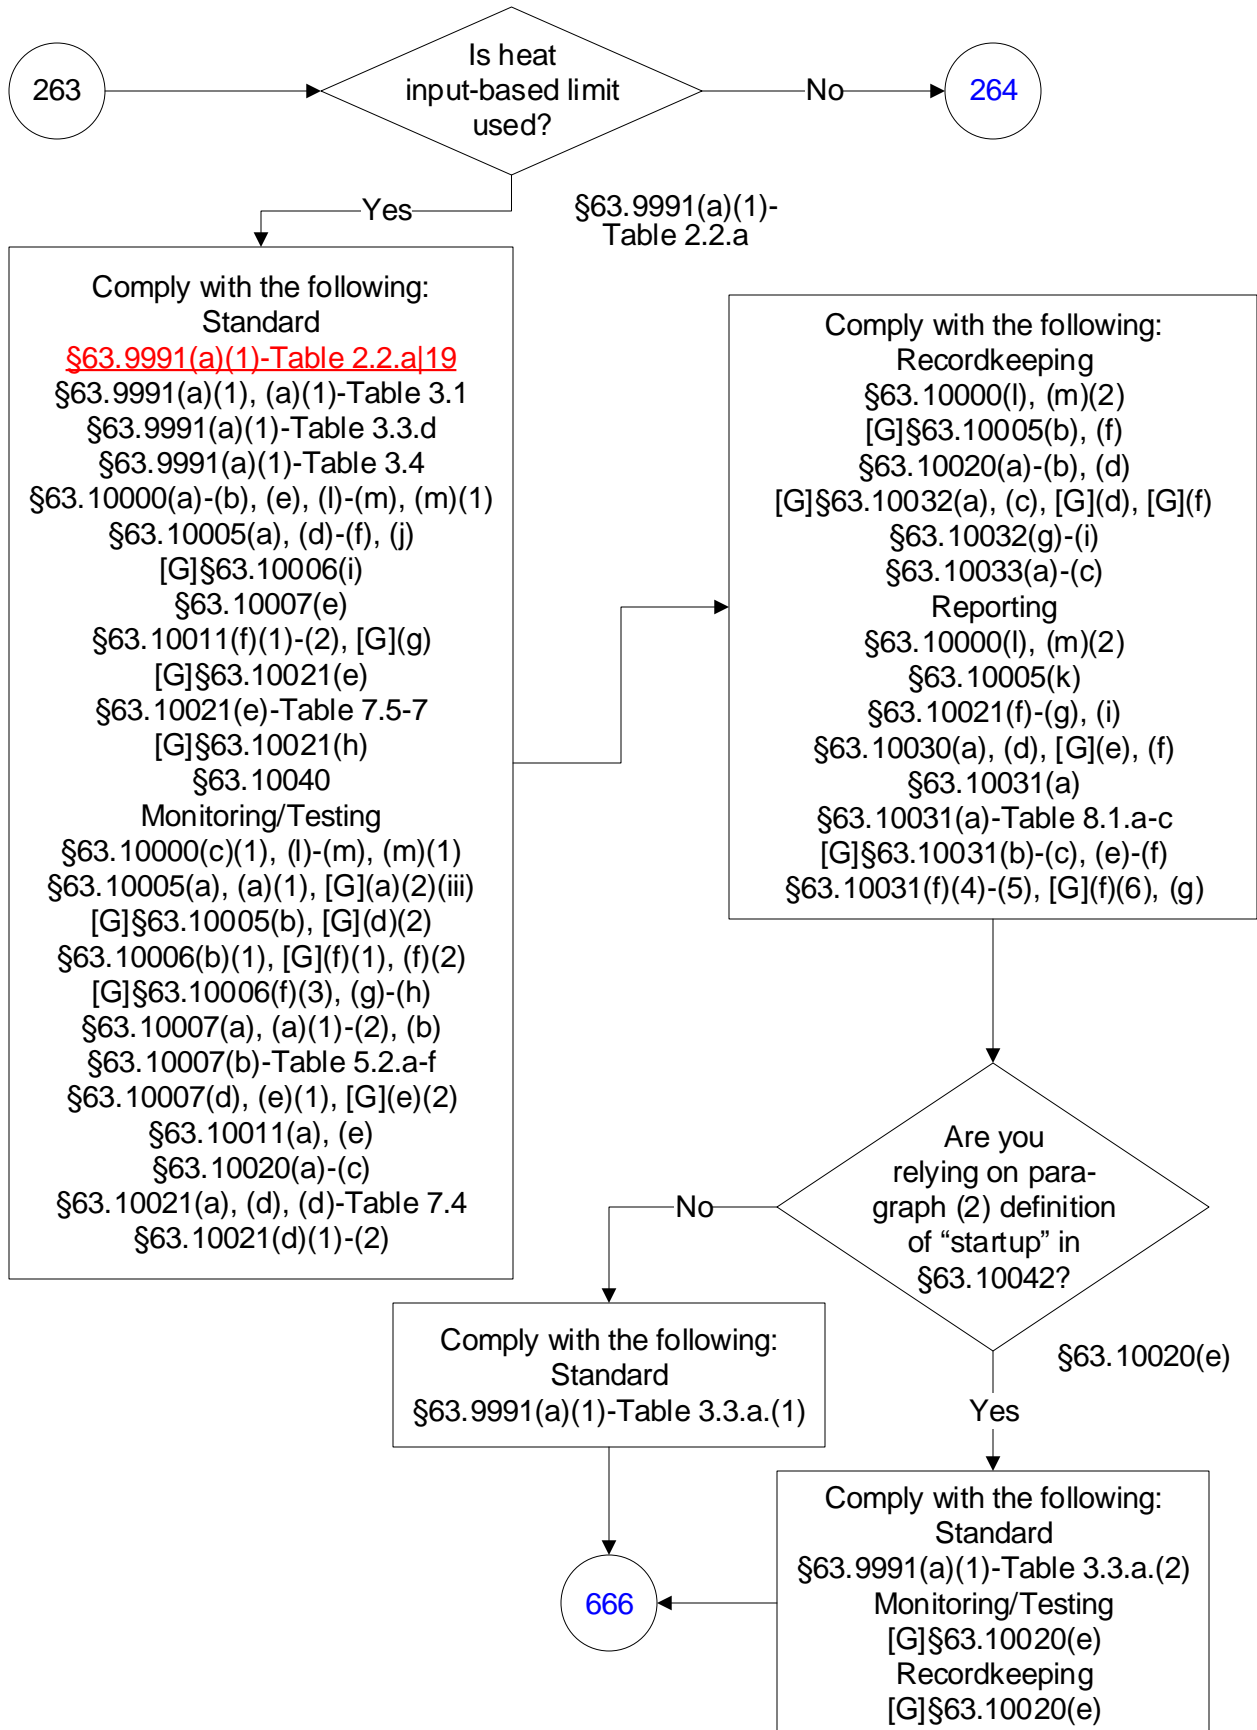 263
Is heat
input-based limit
used?
No
264
Yes
§63.9991(a)(1)-
Table 2.2.a
Comply with the following:
Standard
§63.9991(a)(1)-Table 2.2.a|19
§63.9991(a)(1), (a)(1)-Table 3.1
§63.9991(a)(1)-Table 3.3.d
§63.9991(a)(1)-Table 3.4
§63.10000(a)-(b), (e), (l)-(m), (m)(1)
§63.10005(a), (d)-(f), (j)
[G]§63.10006(i)
§63.10007(e)
§63.10011(f)(1)-(2), [G](g)
[G]§63.10021(e)
§63.10021(e)-Table 7.5-7
[G]§63.10021(h)
§63.10040
Monitoring/Testing
§63.10000(c)(1), (l)-(m), (m)(1)
§63.10005(a), (a)(1), [G](a)(2)(iii)
[G]§63.10005(b), [G](d)(2)
§63.10006(b)(1), [G](f)(1), (f)(2)
[G]§63.10006(f)(3), (g)-(h)
§63.10007(a), (a)(1)-(2), (b)
§63.10007(b)-Table 5.2.a-f
§63.10007(d), (e)(1), [G](e)(2)
§63.10011(a), (e)
§63.10020(a)-(c)
§63.10021(a), (d), (d)-Table 7.4
§63.10021(d)(1)-(2)
Comply with the following:
Recordkeeping
§63.10000(l), (m)(2)
[G]§63.10005(b), (f)
§63.10020(a)-(b), (d)
[G]§63.10032(a), (c), [G](d), [G](f)
§63.10032(g)-(i)
§63.10033(a)-(c)
Reporting
§63.10000(l), (m)(2)
§63.10005(k)
§63.10021(f)-(g), (i)
§63.10030(a), (d), [G](e), (f)
§63.10031(a)
§63.10031(a)-Table 8.1.a-c
[G]§63.10031(b)-(c), (e)-(f)
§63.10031(f)(4)-(5), [G](f)(6), (g)
Are you
relying on para-
graph (2) definition
of “startup” in
§63.10042?
No
§63.10020(e)
Yes
Comply with the following:
Standard
§63.9991(a)(1)-Table 3.3.a.(1)
Comply with the following:
Standard
§63.9991(a)(1)-Table 3.3.a.(2)
Monitoring/Testing
[G]§63.10020(e)
Recordkeeping
[G]§63.10020(e)
666